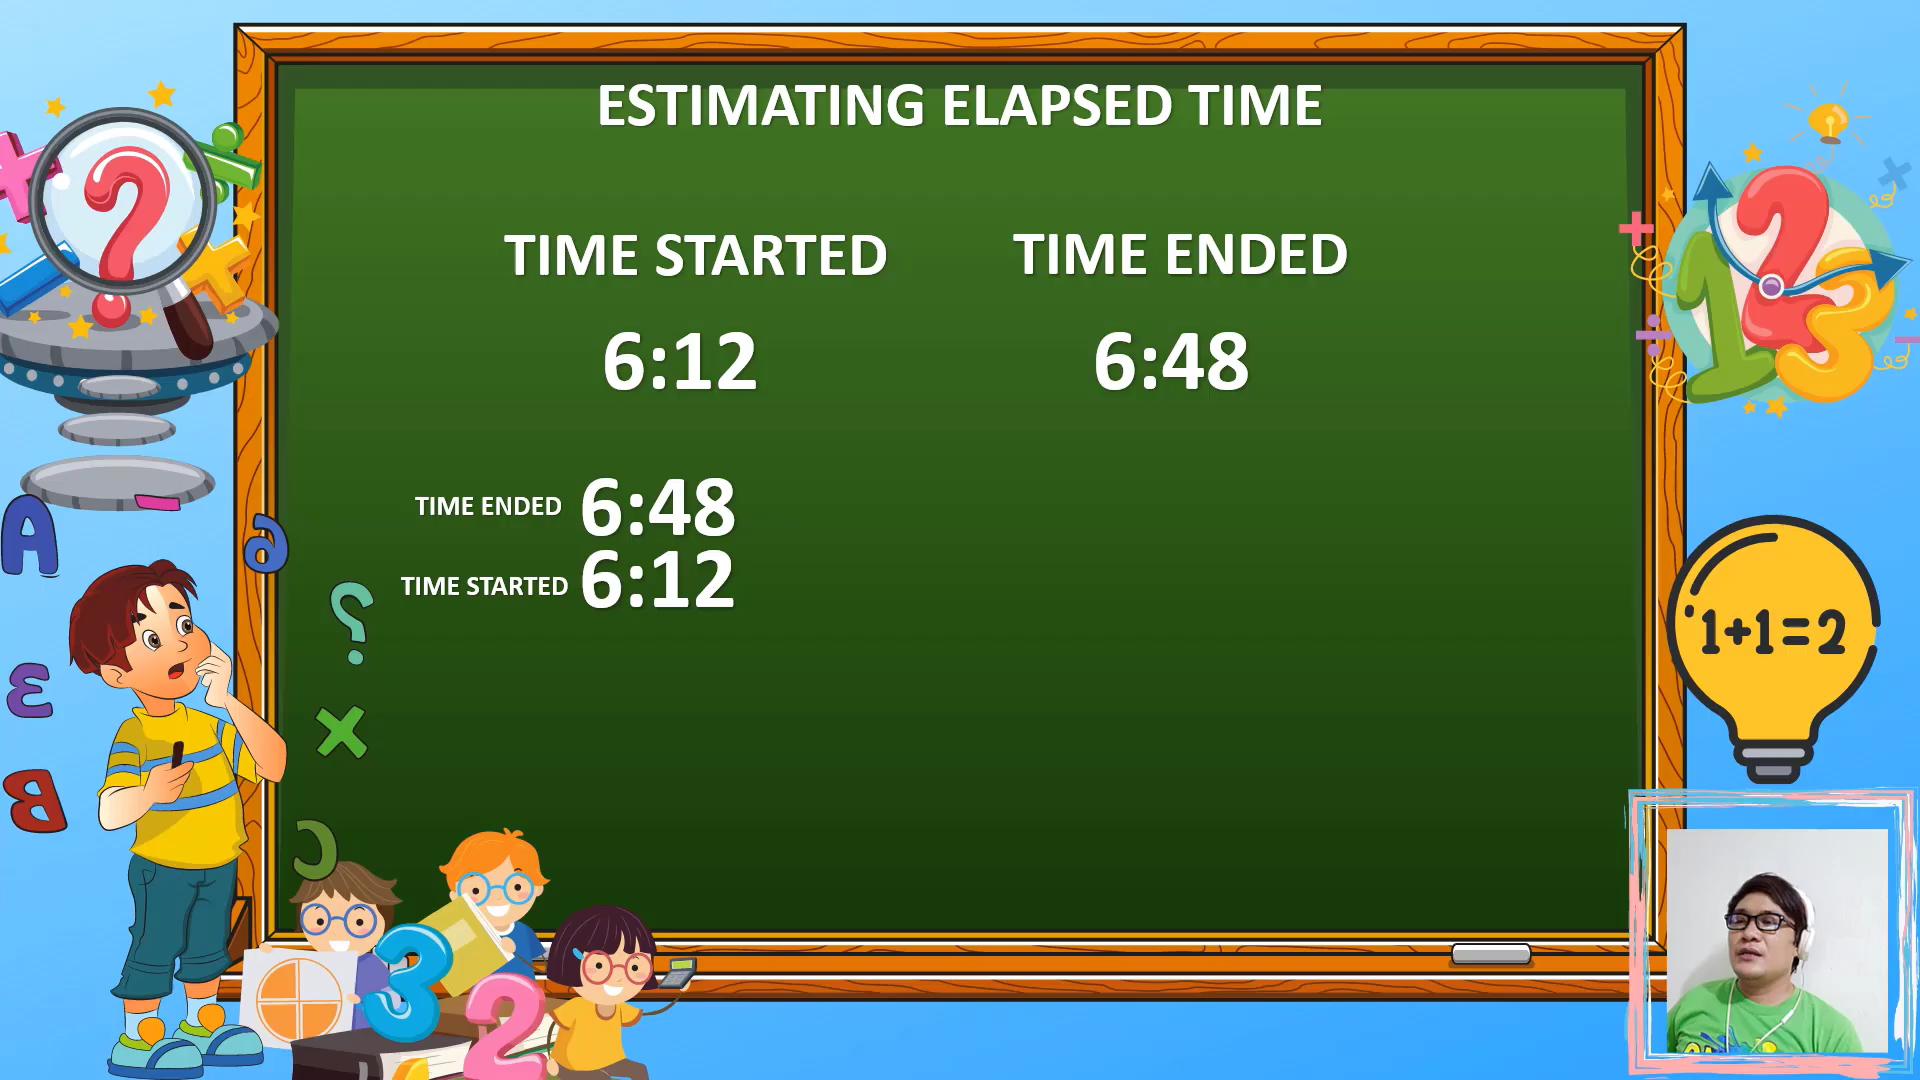 ESTIMATING ELAPSED TIME
TIME STARTED TIME ENDED
6:12 6:48
TIME ENDED 6:48
TIME STARTED 6:12
1+1=2